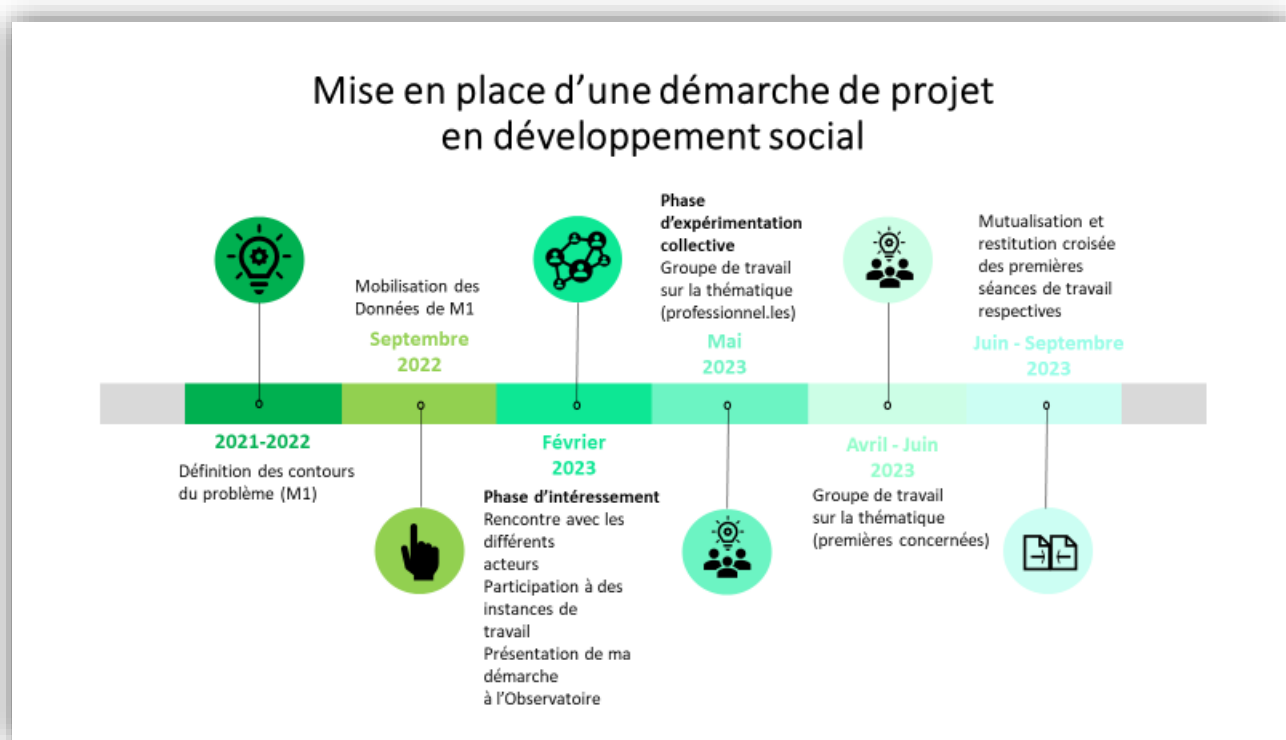 Mise en place d’une démarche de projet
en développement social
2021-2022
Définition des contours
du problème (M1)
Mobilisation des
Données de M1
Septembre
2022
Février
2023
Phase d’intéressement
Rencontre avec les
différents
acteurs
Participation à des
instances de
travail
Présentation de ma
démarche
à l’Observatoire
Phase
d’expérimentation
collective
Groupe de travail
sur la thématique
(professionnel.les)
Mai
2023
Avril - Juin
2023
Groupe de travail
sur la thématique
(premières concernées)
Mutualisation et
restitution croisée
des premières
séances de travail
respectives
Juin - Septembre
2023